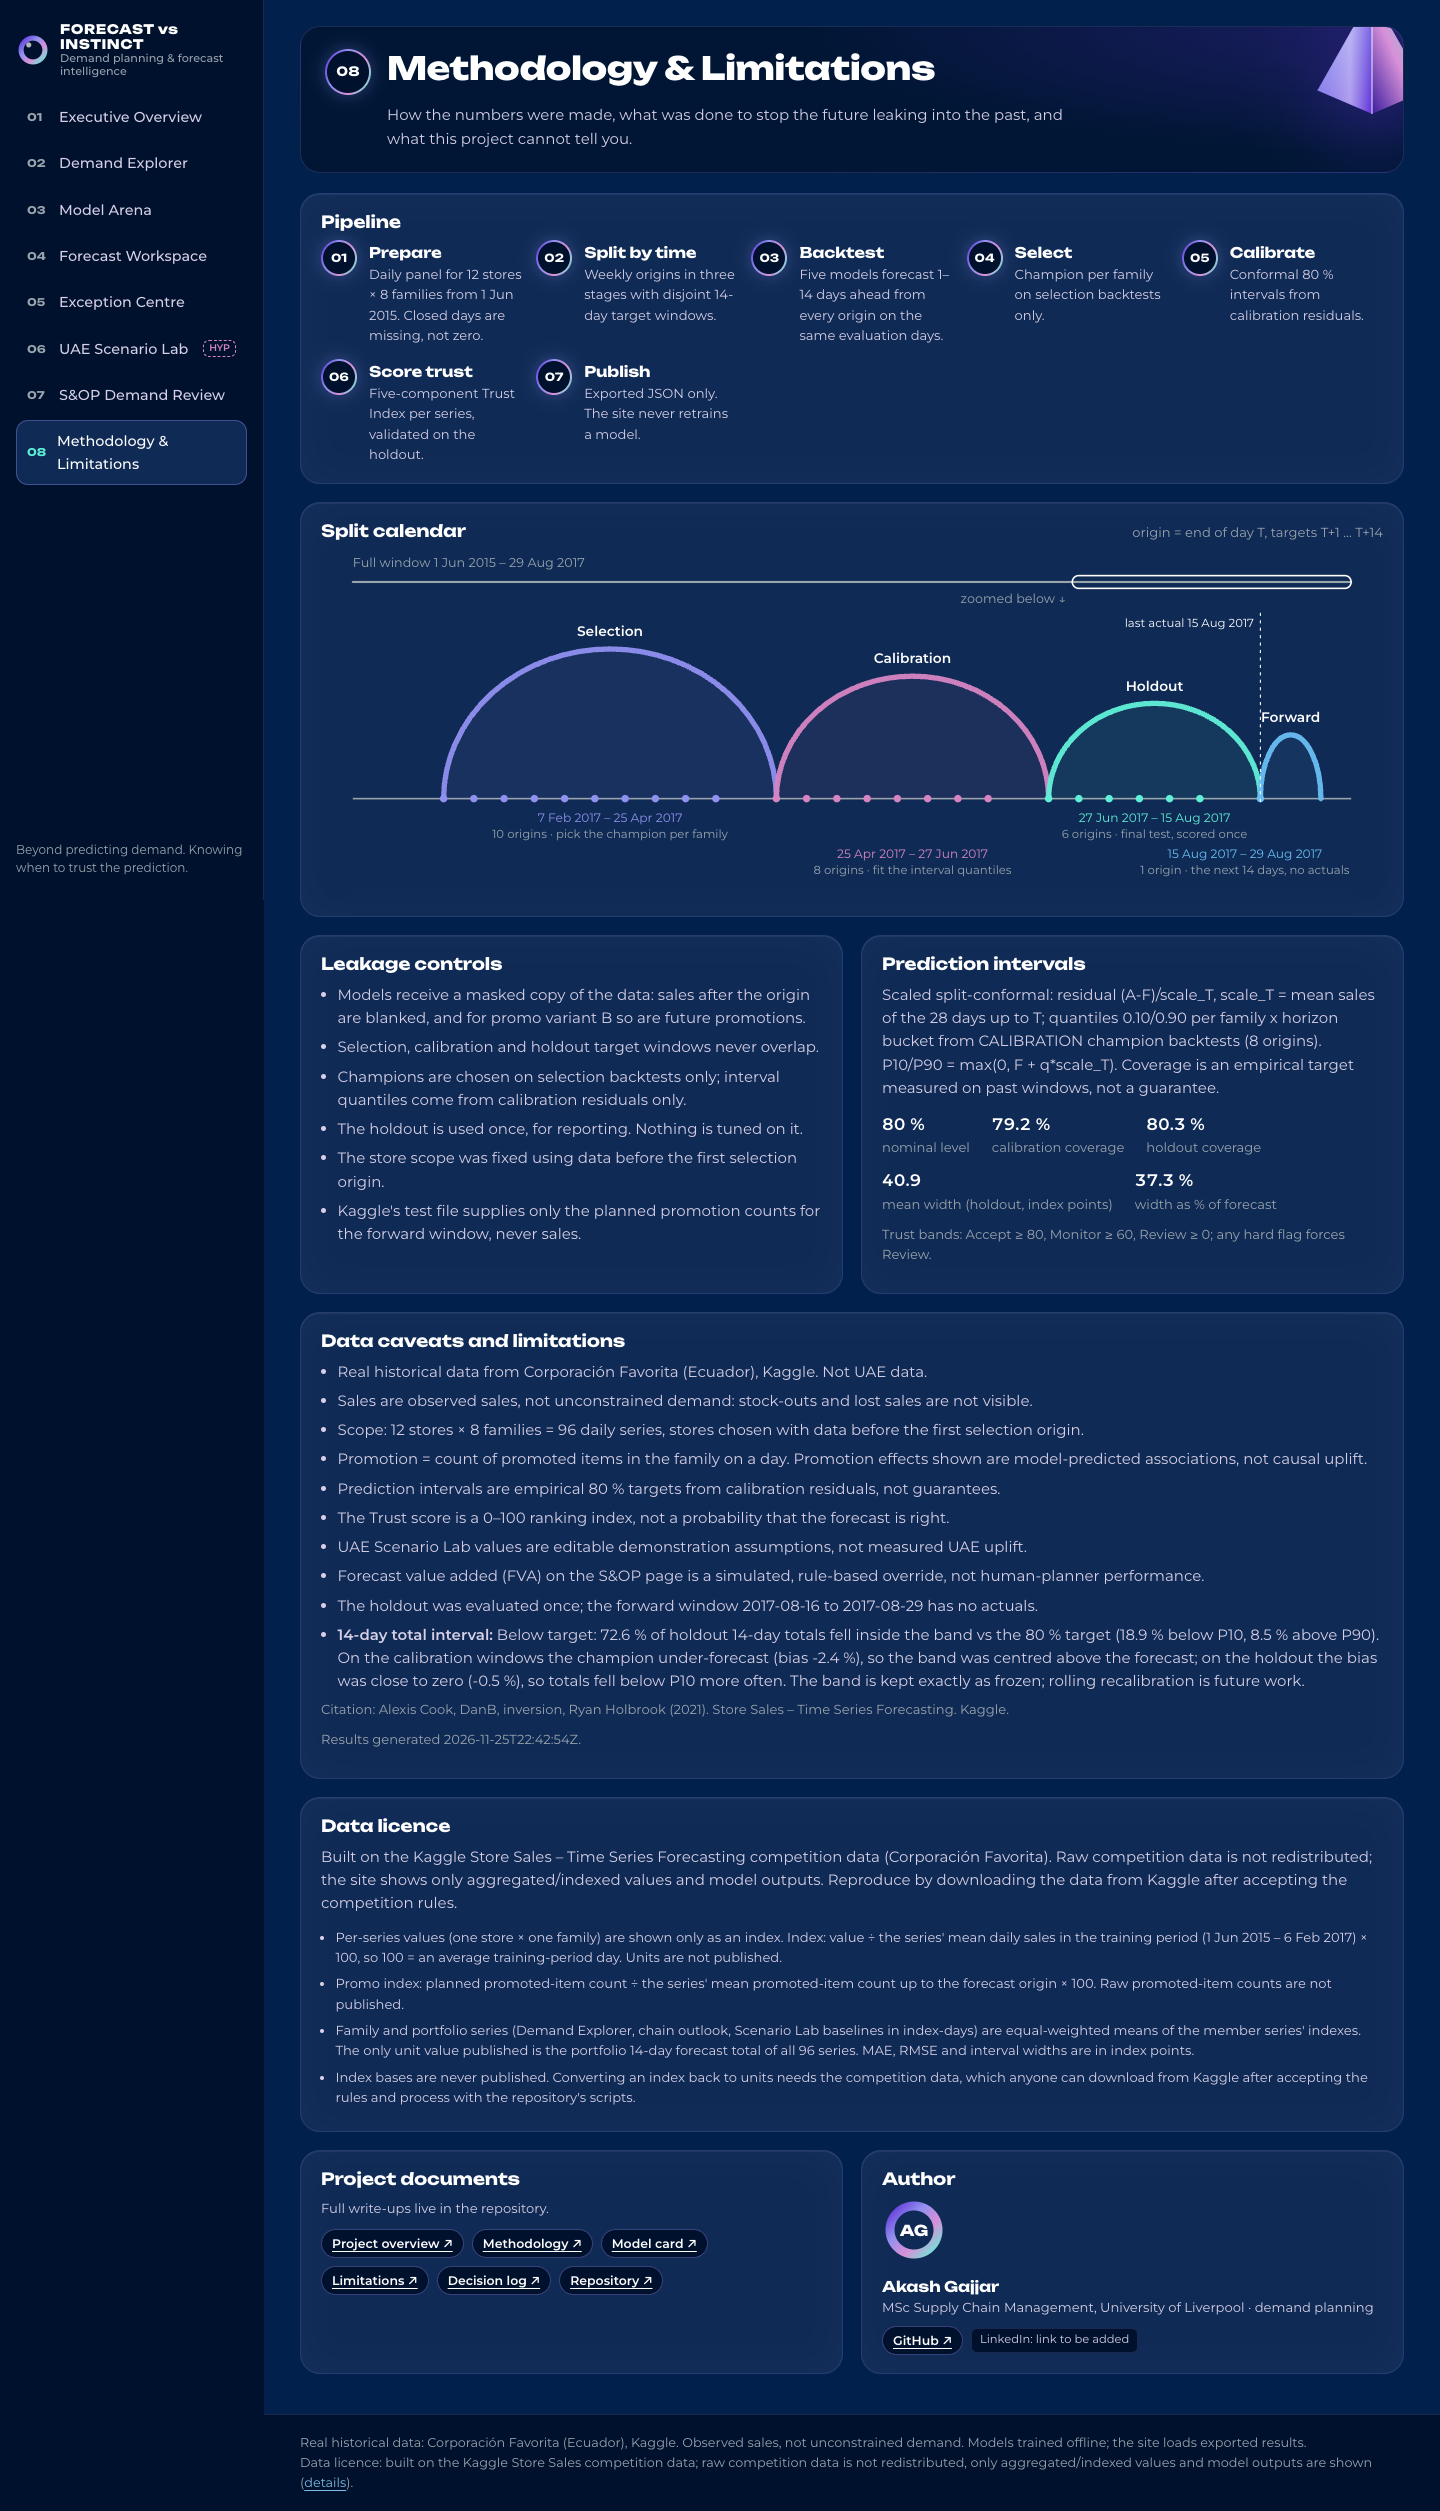 FORECAST vs
INSTINCT
Demand planning & forecast
intelligence
01 Executive Overview
02 Demand Explorer
03 Model Arena
04 Forecast Workspace
05 Exception Centre
06 UAE Scenario Lab HYP
07 S&OP Demand Review
08 Methodology &
Limitations
Beyond predicting demand. Knowing
when to trust the prediction.
08 Methodology & Limitations
How the numbers were made, what was done to stop the future leaking into the past, and
what this project cannot tell you.
Pipeline
01 Prepare
Daily panel for 12 stores
× 8 families from 1 Jun
2015. Closed days are
missing, not zero.
02 Split by time
Weekly origins in three
stages with disjoint 14-
day target windows.
03 Backtest
Five models forecast 1–
14 days ahead from
every origin on the
same evaluation days.
04 Select
Champion per family
on selection backtests
only.
05 Calibrate
Conformal 80 %
intervals from
calibration residuals.
06 Score trust
Five-component Trust
Index per series,
validated on the
holdout.
07 Publish
Exported JSON only.
The site never retrains
a model.
Split calendar
origin = end of day T, targets T+1 … T+14
Full window 1 Jun 2015 – 29 Aug 2017
zoomed below ↓
last actual 15 Aug 2017
Selection
Calibration
Holdout
Forward
7 Feb 2017 – 25 Apr 2017
10 origins · pick the champion per family
27 Jun 2017 – 15 Aug 2017
6 origins · final test, scored once
25 Apr 2017 – 27 Jun 2017
8 origins · fit the interval quantiles
15 Aug 2017 – 29 Aug 2017
1 origin · the next 14 days, no actuals
Leakage controls
• Models receive a masked copy of the data: sales after the origin
are blanked, and for promo variant B so are future promotions.
• Selection, calibration and holdout target windows never overlap.
• Champions are chosen on selection backtests only; interval
quantiles come from calibration residuals only.
• The holdout is used once, for reporting. Nothing is tuned on it.
• The store scope was fixed using data before the first selection
origin.
• Kaggle's test file supplies only the planned promotion counts for
the forward window, never sales.
Prediction intervals
Scaled split-conformal: residual (A-F)/scale_T, scale_T = mean sales
of the 28 days up to T; quantiles 0.10/0.90 per family x horizon
bucket from CALIBRATION champion backtests (8 origins).
P10/P90 = max(0, F + q*scale_T). Coverage is an empirical target
measured on past windows, not a guarantee.
80 %
nominal level
79.2 %
calibration coverage
80.3 %
holdout coverage
40.9
mean width (holdout, index points)
37.3 %
width as % of forecast
Trust bands: Accept ≥ 80, Monitor ≥ 60, Review ≥ 0; any hard flag forces
Review.
Data caveats and limitations
• Real historical data from Corporación Favorita (Ecuador), Kaggle. Not UAE data.
• Sales are observed sales, not unconstrained demand: stock-outs and lost sales are not visible.
• Scope: 12 stores × 8 families = 96 daily series, stores chosen with data before the first selection origin.
• Promotion = count of promoted items in the family on a day. Promotion effects shown are model-predicted associations, not causal uplift.
• Prediction intervals are empirical 80 % targets from calibration residuals, not guarantees.
• The Trust score is a 0–100 ranking index, not a probability that the forecast is right.
• UAE Scenario Lab values are editable demonstration assumptions, not measured UAE uplift.
• Forecast value added (FVA) on the S&OP page is a simulated, rule-based override, not human-planner performance.
• The holdout was evaluated once; the forward window 2017-08-16 to 2017-08-29 has no actuals.
• 14-day total interval: Below target: 72.6 % of holdout 14-day totals fell inside the band vs the 80 % target (18.9 % below P10, 8.5 % above P90).
On the calibration windows the champion under-forecast (bias -2.4 %), so the band was centred above the forecast; on the holdout the bias
was close to zero (-0.5 %), so totals fell below P10 more often. The band is kept exactly as frozen; rolling recalibration is future work.
Citation: Alexis Cook, DanB, inversion, Ryan Holbrook (2021). Store Sales – Time Series Forecasting. Kaggle.
Results generated 2026-11-25T22:42:54Z.
Data licence
Built on the Kaggle Store Sales – Time Series Forecasting competition data (Corporación Favorita). Raw competition data is not redistributed;
the site shows only aggregated/indexed values and model outputs. Reproduce by downloading the data from Kaggle after accepting the
competition rules.
• Per-series values (one store × one family) are shown only as an index. Index: value ÷ the series' mean daily sales in the training period (1 Jun 2015 – 6 Feb 2017) ×
100, so 100 = an average training-period day. Units are not published.
• Promo index: planned promoted-item count ÷ the series' mean promoted-item count up to the forecast origin × 100. Raw promoted-item counts are not
published.
• Family and portfolio series (Demand Explorer, chain outlook, Scenario Lab baselines in index-days) are equal-weighted means of the member series' indexes.
The only unit value published is the portfolio 14-day forecast total of all 96 series. MAE, RMSE and interval widths are in index points.
• Index bases are never published. Converting an index back to units needs the competition data, which anyone can download from Kaggle after accepting the
rules and process with the repository's scripts.
Project documents
Full write-ups live in the repository.
Project overview ↗ Methodology ↗ Model card ↗
Limitations ↗ Decision log ↗ Repository ↗
Author
AG
Akash Gajjar
MSc Supply Chain Management, University of Liverpool · demand planning
GitHub ↗ LinkedIn: link to be added
Real historical data: Corporación Favorita (Ecuador), Kaggle. Observed sales, not unconstrained demand. Models trained offline; the site loads exported results.
Data licence: built on the Kaggle Store Sales competition data; raw competition data is not redistributed, only aggregated/indexed values and model outputs are shown
(details).